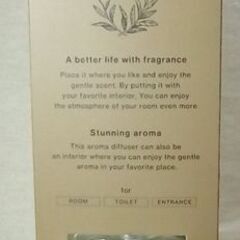 A better life with fragrance
Place it where you like and enjoy the
gentle scent. By putting it with
your favorite interior, You can enjoy
the atmosphere of your room even more.
Stunning aroma
This aroma diffuser can also be
an interior where you can enjoy the gentle
aroma in your favorite place.
for
ROOM TOILET ENTRANCE